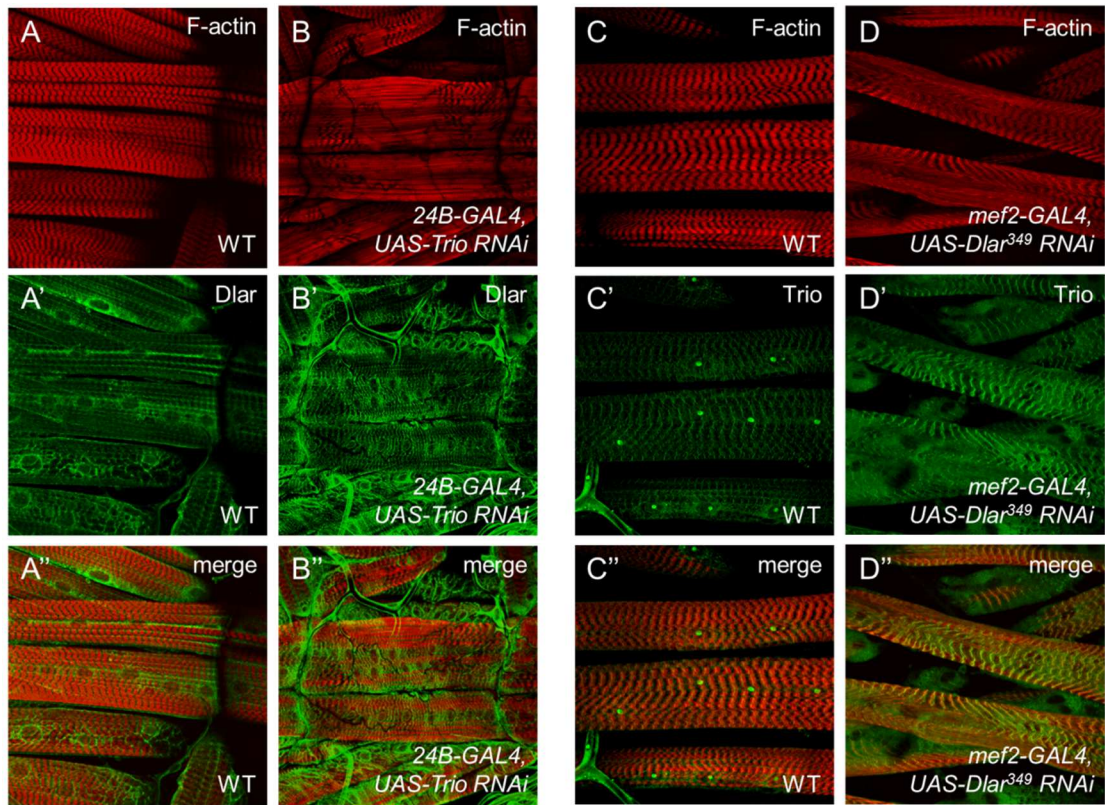 A F-actin
WT
B F-actin
24B-GAL4,
UAS-Trio RNAi
C F-actin
WT
D F-actin
mef2-GAL4,
UAS-Dlar³⁴⁹ RNAi
A' Dlar
WT
B' Dlar
24B-GAL4,
UAS-Trio RNAi
C' Trio
WT
D' Trio
mef2-GAL4,
UAS-Dlar³⁴⁹ RNAi
A" merge
WT
B" merge
24B-GAL4,
UAS-Trio RNAi
C" merge
WT
D" merge
mef2-GAL4,
UAS-Dlar³⁴⁹ RNAi